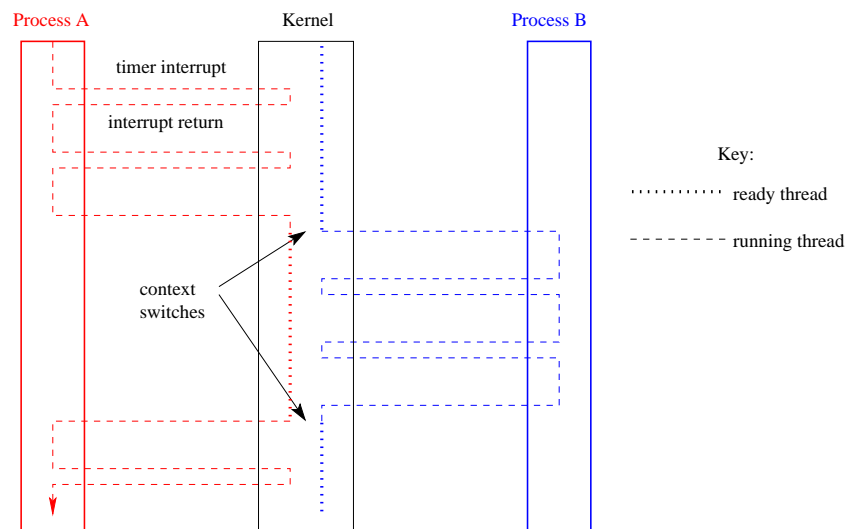 Process A
Kernel
Process B
timer interrupt
interrupt return
Key:
ready thread
running thread
context
switches